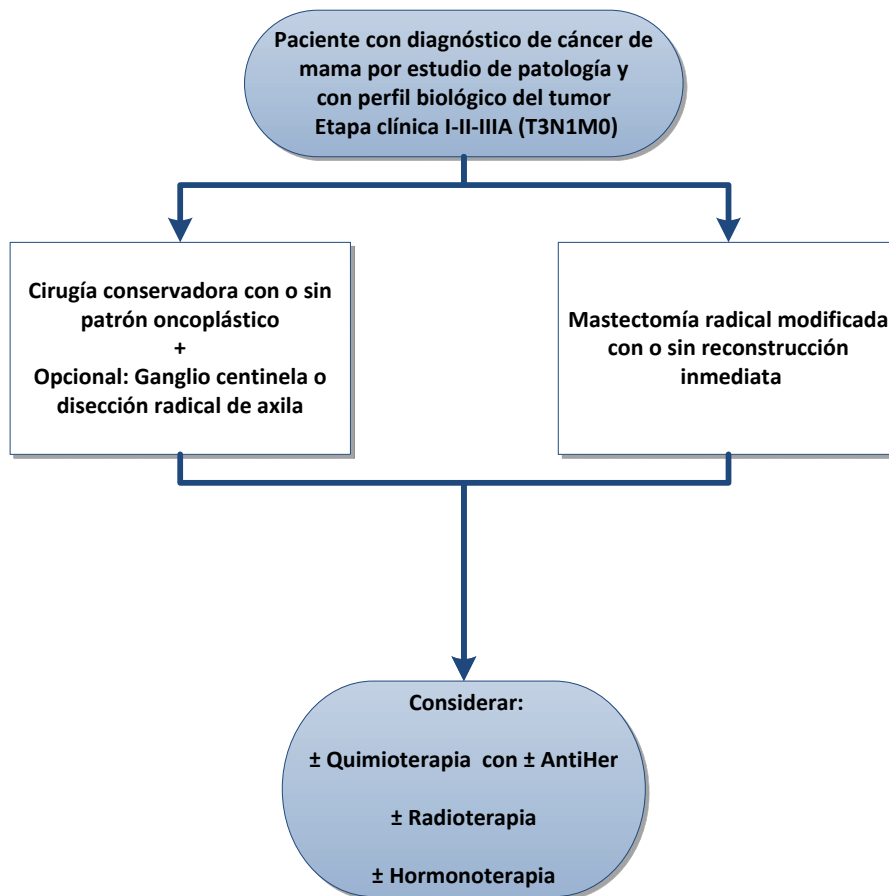 Paciente con diagnóstico de cáncer de
mama por estudio de patología y
con perfil biológico del tumor
Etapa clínica I-II-IIIA (T3N1M0)
Cirugía conservadora con o sin
patrón oncoplástico
+
Opcional: Ganglio centinela o
disección radical de axila
Mastectomía radical modificada
con o sin reconstrucción
inmediata
Considerar:
± Quimioterapia con ± AntiHer
± Radioterapia
± Hormonoterapia